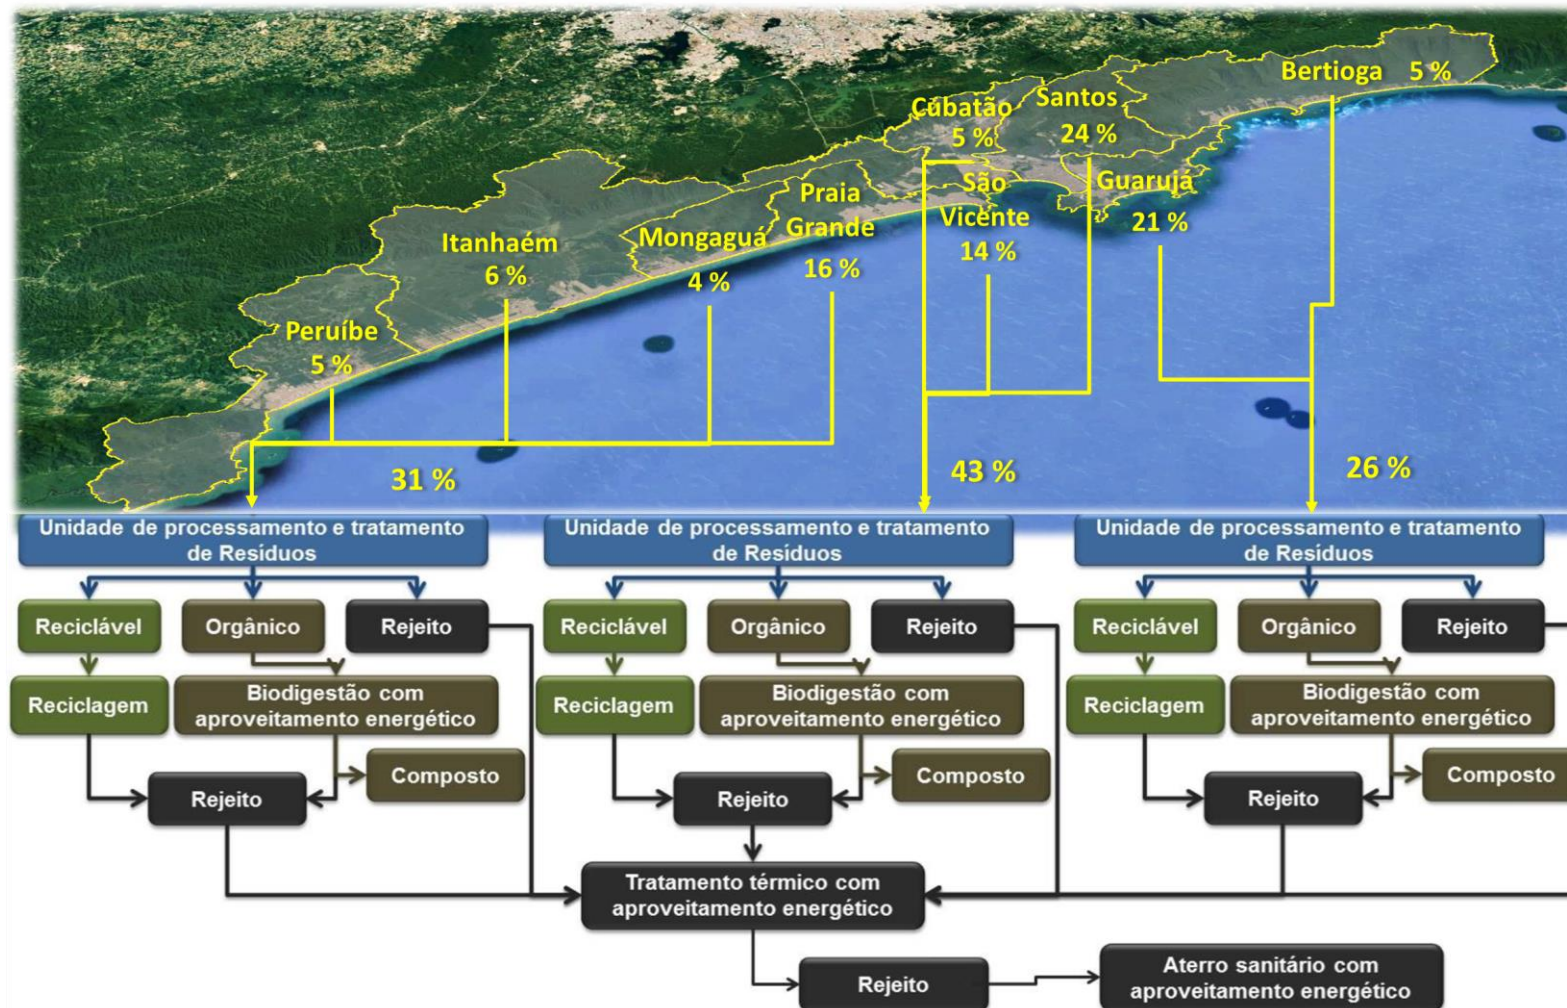 Bertioga 5 %
Cubatão
5 %
Santos
24 %
Guarujá
21 %
São
Vicente
14 %
Praia
Grande
16 %
Mongaguá
4 %
Itanhaém
6 %
Peruíbe
5 %
31 %
43 %
26 %
Unidade de processamento e tratamento
de Resíduos
Unidade de processamento e tratamento
de Resíduos
Unidade de processamento e tratamento
de Resíduos
Reciclável
Orgânico
Rejeito
Reciclável
Orgânico
Rejeito
Reciclável
Orgânico
Rejeito
Reciclagem
Biodigestão com
aproveitamento energético
Reciclagem
Biodigestão com
aproveitamento energético
Reciclagem
Biodigestão com
aproveitamento energético
Rejeito
Composto
Rejeito
Composto
Rejeito
Composto
Tratamento térmico com
aproveitamento energético
Rejeito
Aterro sanitário com
aproveitamento energético